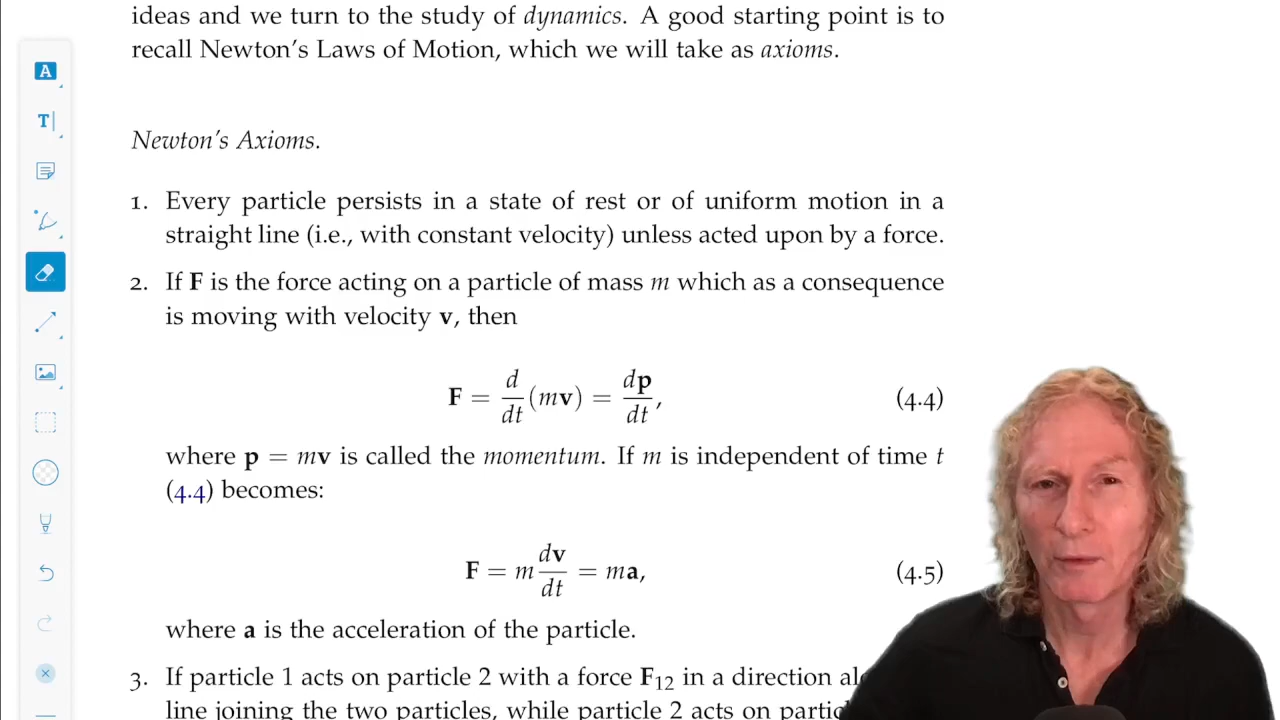 ideas and we turn to the study of dynamics. A good starting point is to
recall Newton's Laws of Motion, which we will take as axioms.
Newton's Axioms.
1. Every particle persists in a state of rest or of uniform motion in a
straight line (i.e., with constant velocity) unless acted upon by a force.
2. If F is the force acting on a particle of mass m which as a consequence
is moving with velocity v, then
F = d/dt (mv) = dp/dt, (4.4)
where p = mv is called the momentum. If m is independent of time t
(4.4) becomes:
F = m dv/dt = ma, (4.5)
where a is the acceleration of the particle.
3. If particle 1 acts on particle 2 with a force F₁₂ in a direction
line joining the two particles, while particle 2 acts on
A
T